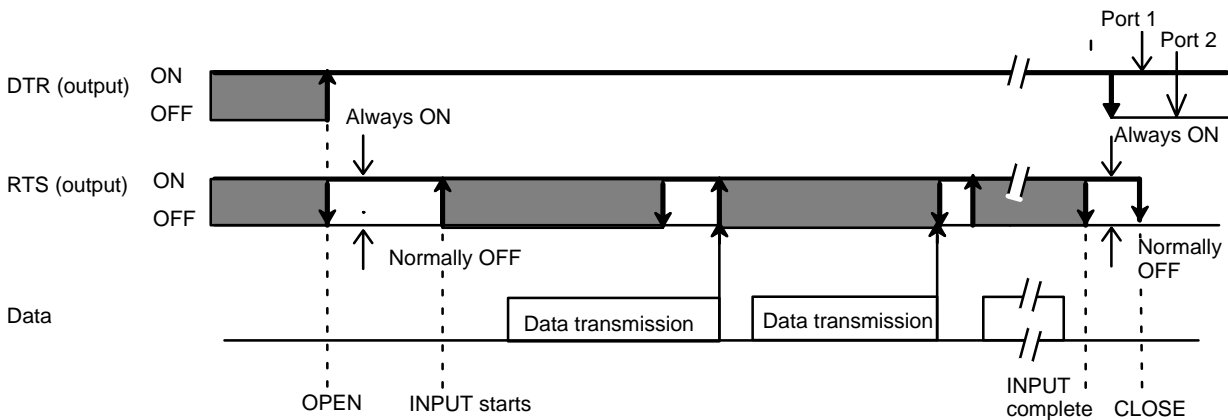 Port 1
Port 2
DTR (output)
ON
OFF
Always ON
Always ON
RTS (output)
ON
OFF
Normally OFF
Normally
OFF
Data
Data transmission
Data transmission
OPEN
INPUT starts
INPUT
complete
CLOSE